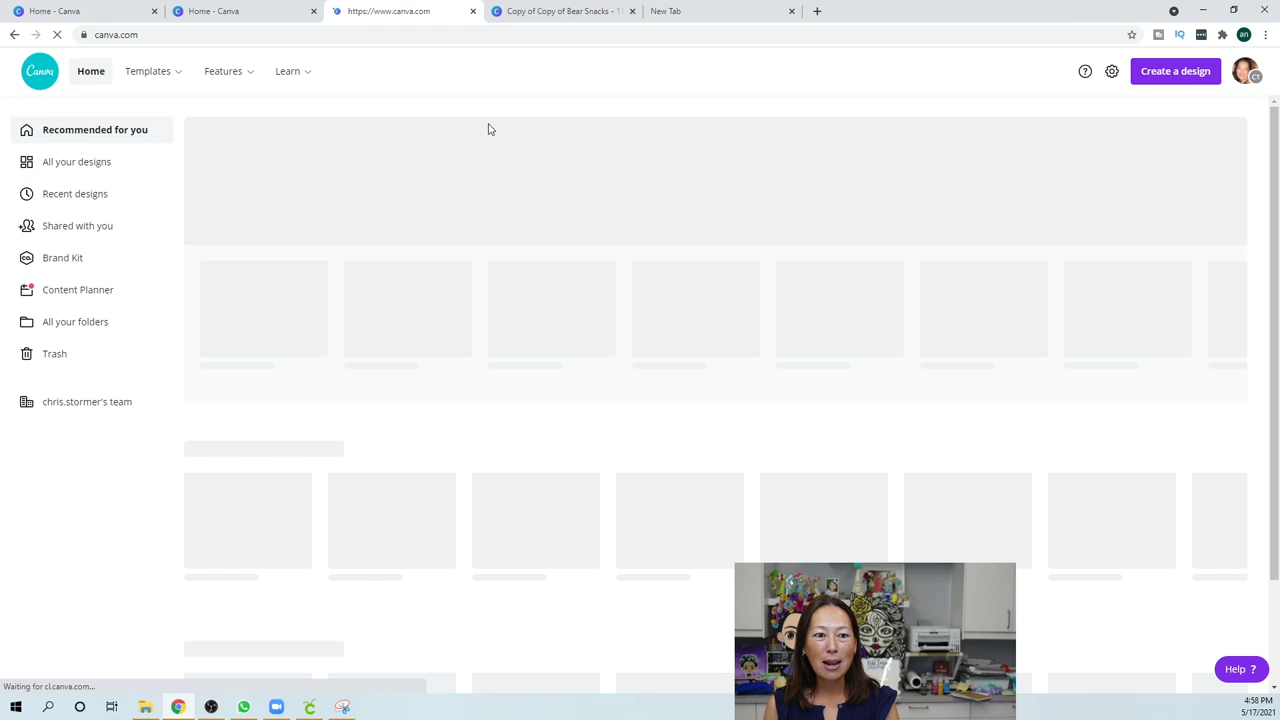 Home - Canva
Home - Canva
https://www.canva.com
Copy of Copy of Bear Snacks - 1
New Tab
canva.com
IQ
an
Canva
Home
Templates
Features
Learn
Create a design
CT
Recommended for you
All your designs
Recent designs
Shared with you
Brand Kit
Content Planner
All your folders
Trash
chris.stormer's team
Help ?
Waiting for cl.canva.com...
4:58 PM
5/17/2021